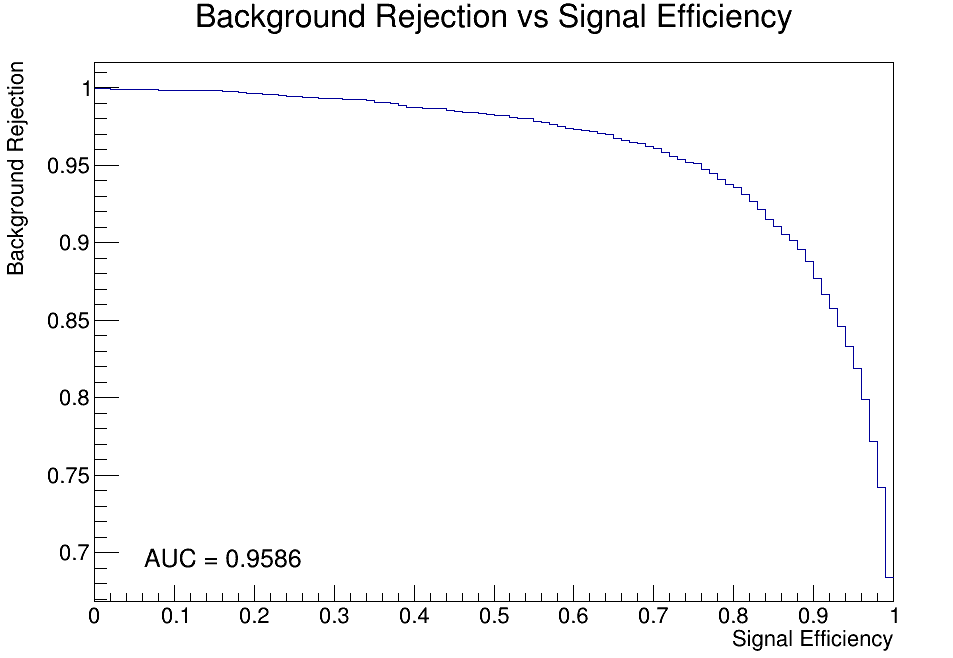 Background Rejection vs Signal Efficiency
Background Rejection
1
0.95
0.9
0.85
0.8
0.75
0.7
AUC = 0.9586
0 0.1 0.2 0.3 0.4 0.5 0.6 0.7 0.8 0.9 1
Signal Efficiency